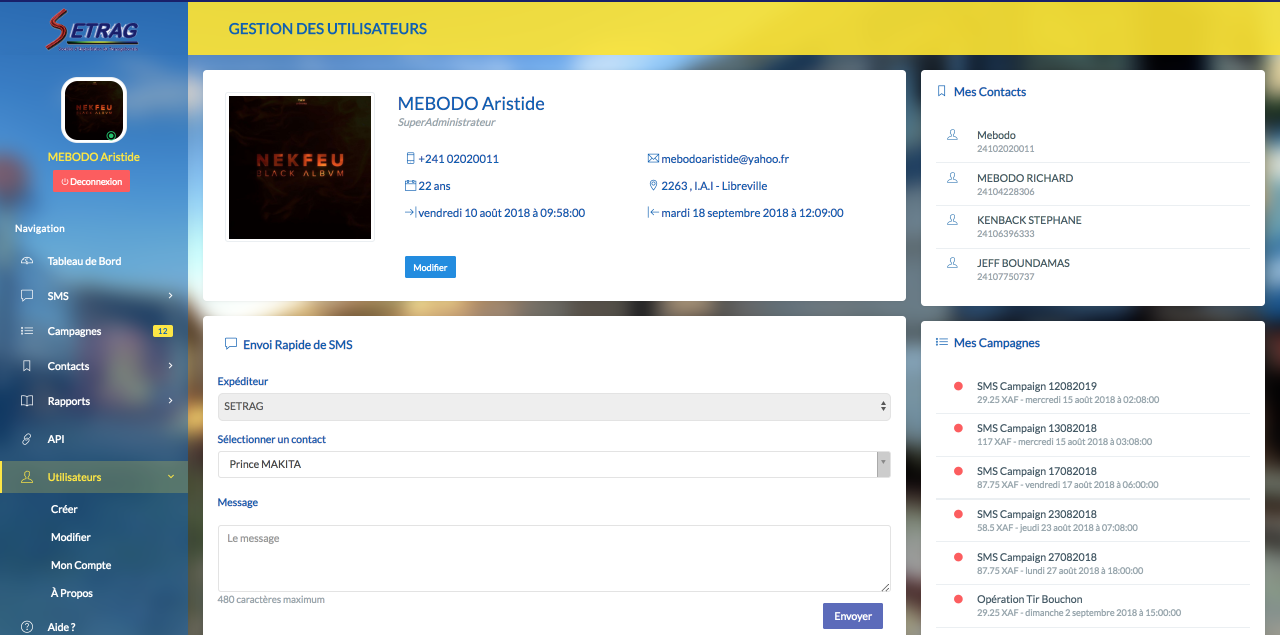 SETRAG
GESTION DES UTILISATEURS
NEKFEU
BLACK ALBVM
MEBODO Aristide
Deconnexion
Navigation
Tableau de Bord
SMS
Campagnes
12
Contacts
Rapports
API
Utilisateurs
Créer
Modifier
Mon Compte
À Propos
Aide ?
NEKFEU
BLACK ALBVM
MEBODO Aristide
SuperAdministrateur
+241 02020011
mebodoaristide@yahoo.fr
22 ans
2263 , I.A.I - Libreville
vendredi 10 août 2018 à 09:58:00
mardi 18 septembre 2018 à 12:09:00
Modifier
Envoi Rapide de SMS
Expéditeur
SETRAG
Sélectionner un contact
Prince MAKITA
Message
Le message
480 caractères maximum
Envoyer
Mes Contacts
Mebodo
24102020011
MEBODO RICHARD
24104228306
KENBACK STEPHANE
24106396333
JEFF BOUNDAMAS
24107750737
Mes Campagnes
SMS Campaign 12082019
29.25 XAF - mercredi 15 août 2018 à 02:08:00
SMS Campaign 13082018
117 XAF - mercredi 15 août 2018 à 03:08:00
SMS Campaign 17082018
87.75 XAF - vendredi 17 août 2018 à 06:00:00
SMS Campaign 23082018
58.5 XAF - jeudi 23 août 2018 à 07:08:00
SMS Campaign 27082018
87.75 XAF - lundi 27 août 2018 à 18:00:00
Opération Tir Bouchon
29.25 XAF - dimanche 2 septembre 2018 à 15:00:00